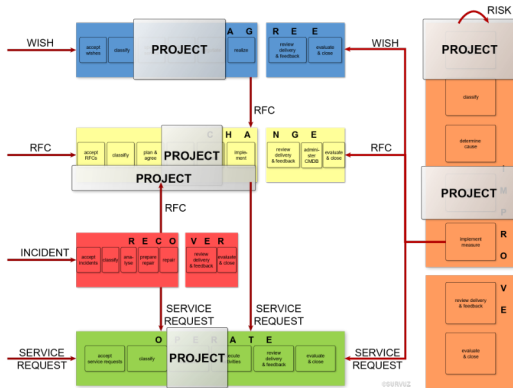 RISK
A G R E E
WISH
accept
wishes
classify
PROJECT
realize
review
delivery
& feedback
evaluate
& close
WISH
PROJECT
classify
RFC
C H A N G E
RFC
accept
RFCs
classify
plan &
agree
PROJECT
imple-
ment
review
delivery
& feedback
adminis-
ster
CMDB
evaluate
& close
RFC
determine
cause
PROJECT
PROJECT
RFC
I M P R O V E
INCIDENT
R E C O V E R
accept
incidents
classify
prepare
repair
repair
review
delivery
& feedback
evaluate
& close
implement
measure
SERVICE
REQUEST
SERVICE
REQUEST
O P E R A T E
SERVICE
REQUEST
accept
service requests
classify
PROJECT
review
delivery
& feedback
evaluate
& close
SERVICE
REQUEST
review delivery
& feedback
evaluate
& close